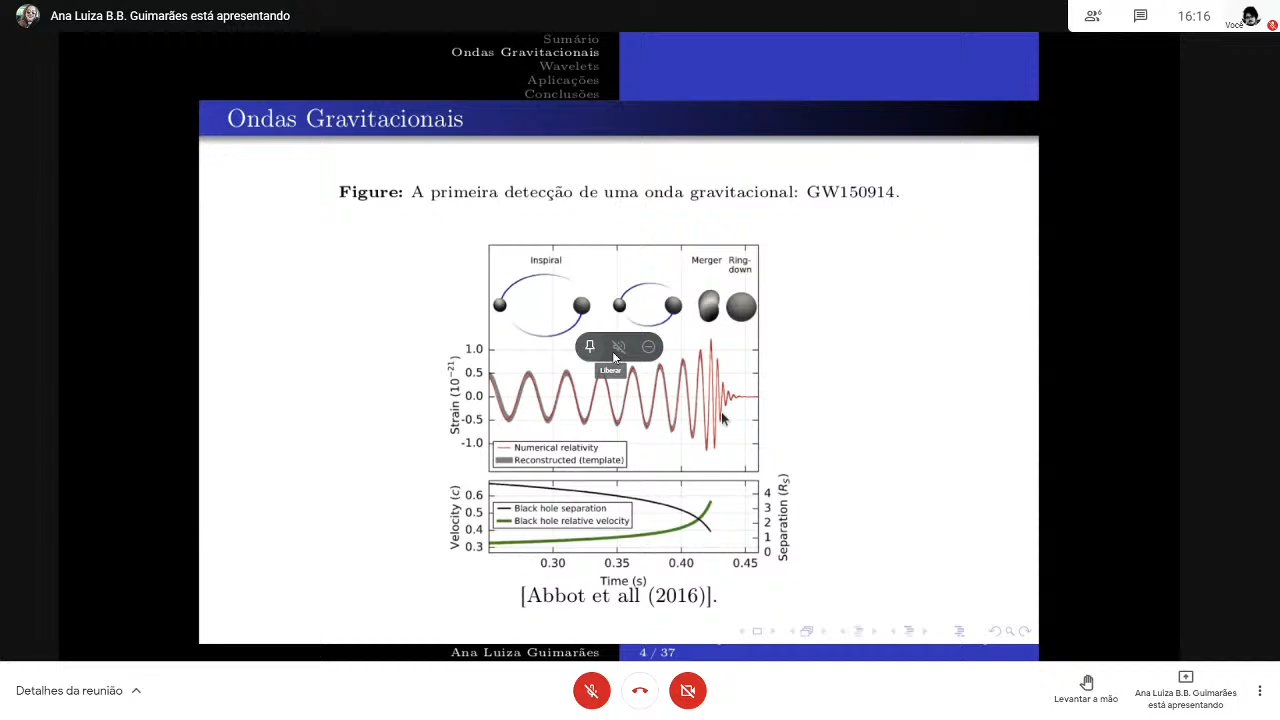 Ana Luiza B.B. Guimarães está apresentando
6
16:16
Você
Sumário
Ondas Gravitacionais
Wavelets
Aplicações
Conclusões
Ondas Gravitacionais
Figure: A primeira detecção de uma onda gravitacional: GW150914.
Inspiral
Merger
Ring-
down
Liberar
Strain (10-21)
1.0
0.5
0.0
-0.5
-1.0
Numerical relativity
Reconstructed (template)
Velocity (c)
0.6
0.5
0.4
0.3
Black hole separation
Black hole relative velocity
4
3
2
1
0
Separation (RS)
0.30 0.35 0.40 0.45
Time (s)
[Abbot et all (2016)].
Ana Luiza Guimarães
4 / 37
Detalhes da reunião
Levantar a mão
Ana Luiza B.B. Guimarães
está apresentando